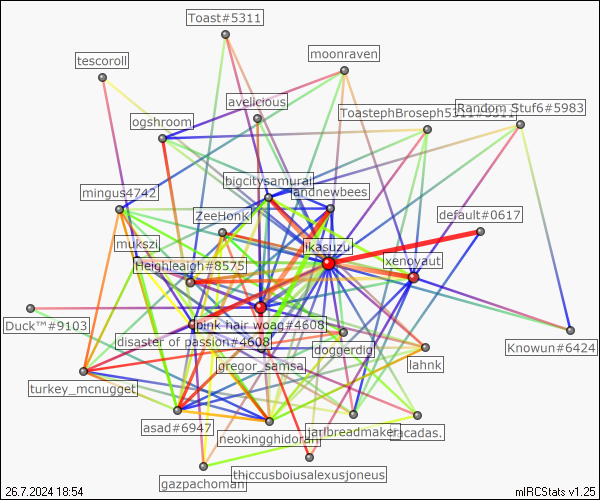 Toast#5311
moonraven
tescoroll
avelicious
ToastephBroseph5311#5311
Random Stuf6#5983
ogshroom
bigcitysamurai
andnewbees
mingus4742
ZeeHonk
default#0617
mukszi
ikasuzu
xenoyaut
Heighleaigh#8575
Duck™#9103
pink hair woag#4608
disaster of passion#4608
doggerdig
Knowun#6424
gregor_samsa
lahnk
turkey_mcnugget
asad#6947
neokingghidorah
jarlbreadmaker
racadas.
thiccusboiusalexusjoneus
gazpachoman
26.7.2024 18:54
mIRCStats v1.25